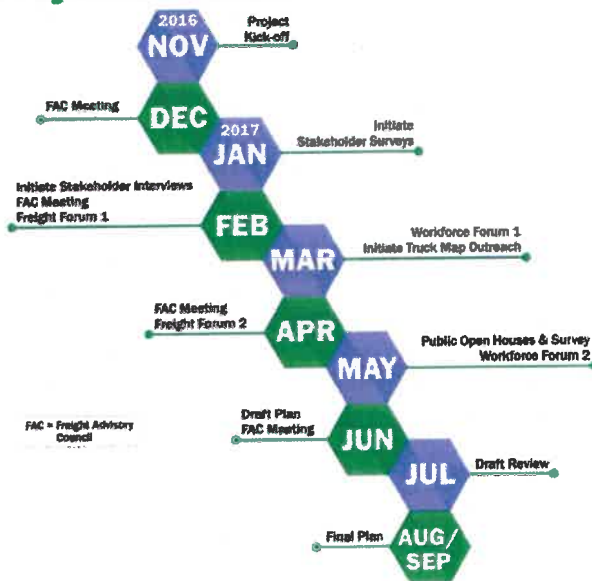 2016
NOV
Project
Kick-off
FAC Meeting
DEC
2017
JAN
Initiate
Stakeholder Surveys
Initiate Stakeholder Interviews
FAC Meeting
Freight Forum 1
FEB
MAR
Workforce Forum 1
Initiate Truck Map Outreach
FAC Meeting
Freight Forum 2
APR
MAY
Public Open Houses & Survey
Workforce Forum 2
FAC = Freight Advisory
Council
Draft Plan
FAC Meeting
JUN
JUL
Draft Review
Final Plan
AUG/
SEP